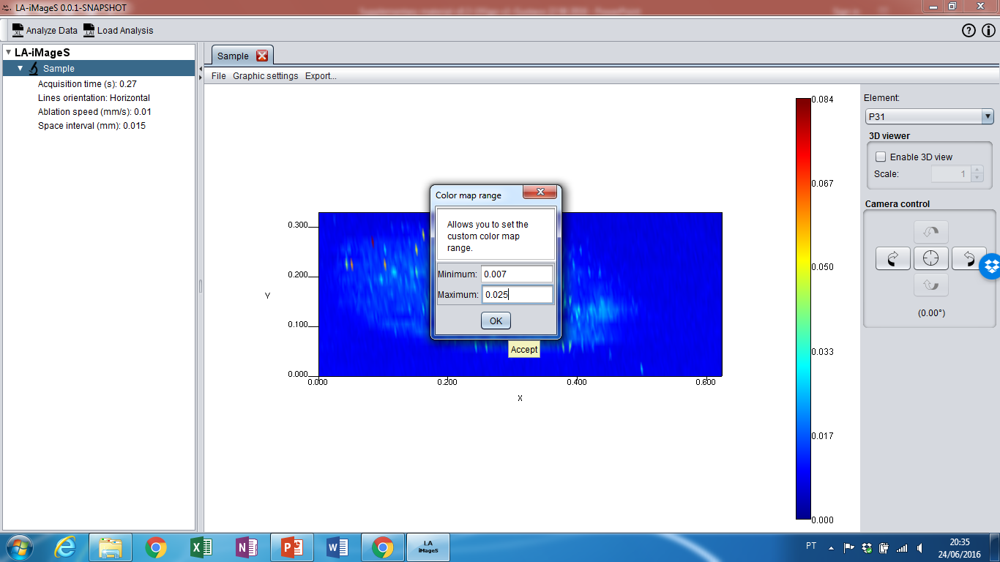 LA-iMageS 0.0.1-SNAPSHOT
Analyze Data
Load Analysis
LA-iMageS
Sample
Acquisition time (s): 0.27
Lines orientation: Horizontal
Ablation speed (mm/s): 0.01
Space interval (mm): 0.015
Sample
File Graphic settings Export...
0.300
0.200
0.100
0.000
Y
0.000 0.200 0.400 0.600
X
Color map range
Allows you to set the
custom color map
range.
Minimum: 0.007
Maximum: 0.025
OK
Accept
0.084
0.067
0.050
0.033
0.017
0.000
Element:
P31
3D viewer
Enable 3D view
Scale: 1
Camera control
(0.00°)
LA
iMageS
PT
20:35
24/06/2016